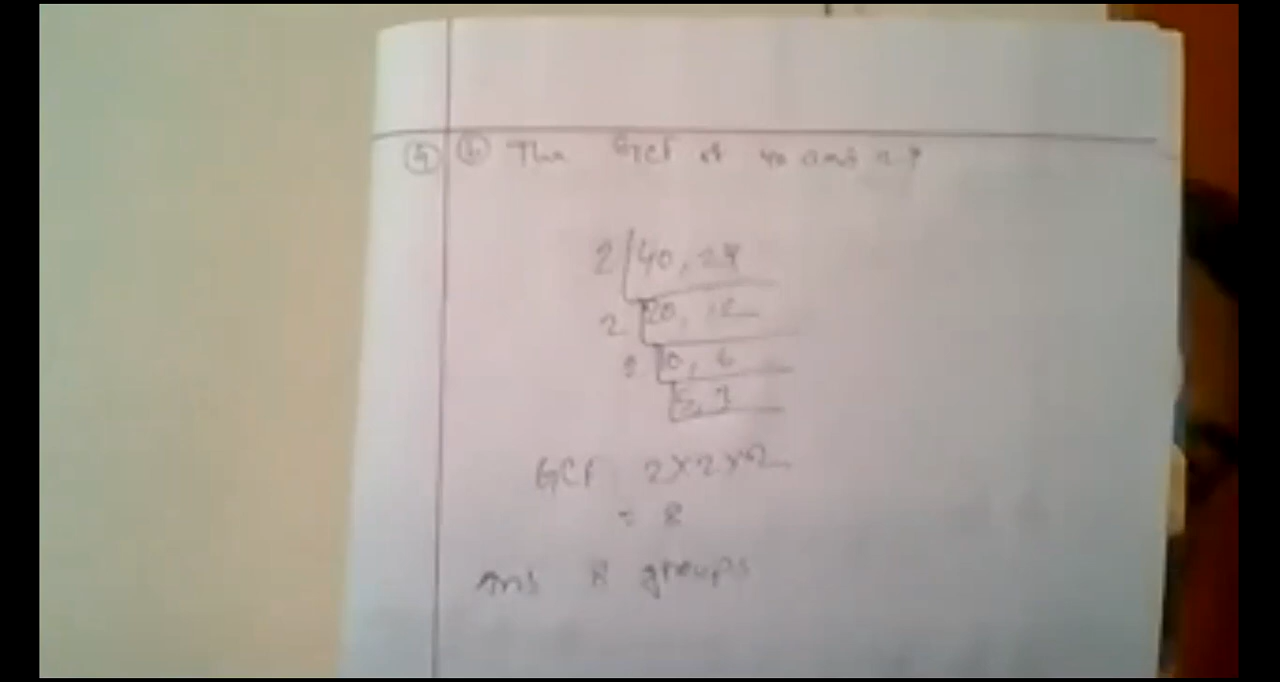 5 b The GCF of 40 and 24
2 40, 24
2 20, 12
2 10, 6
5, 3
GCF 2×2×2
= 8
Ans 8 groups